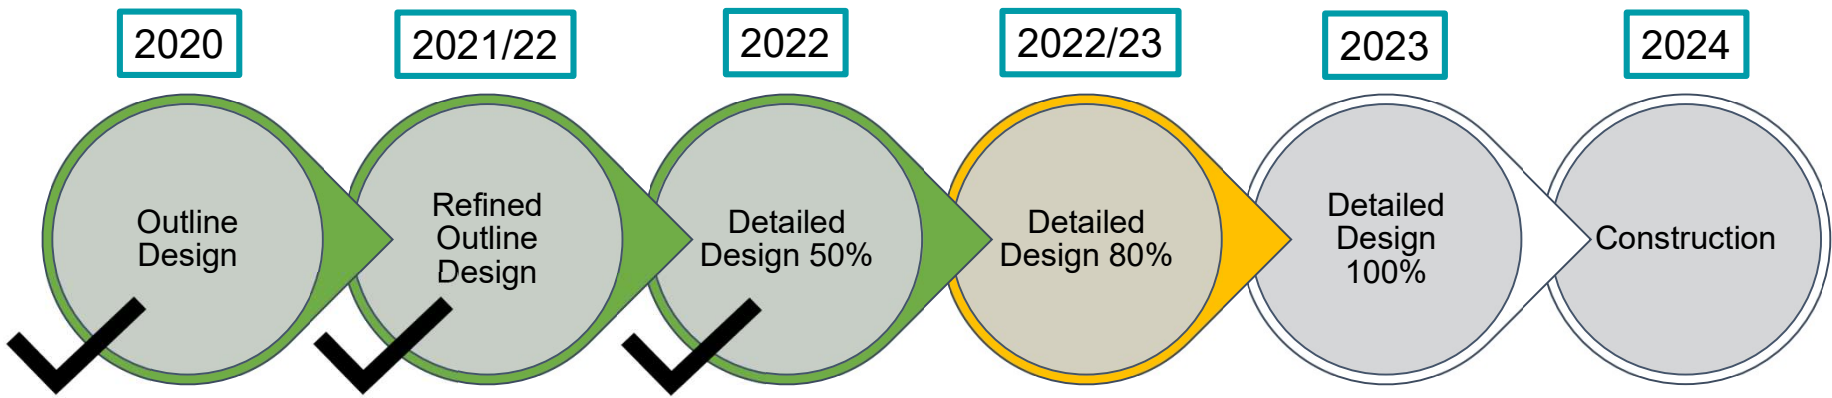 2020
2021/22
2022
2022/23
2023
2024
Outline
Design
Refined
Outline
Design
Detailed
Design 50%
Detailed
Design 80%
Detailed
Design
100%
Construction